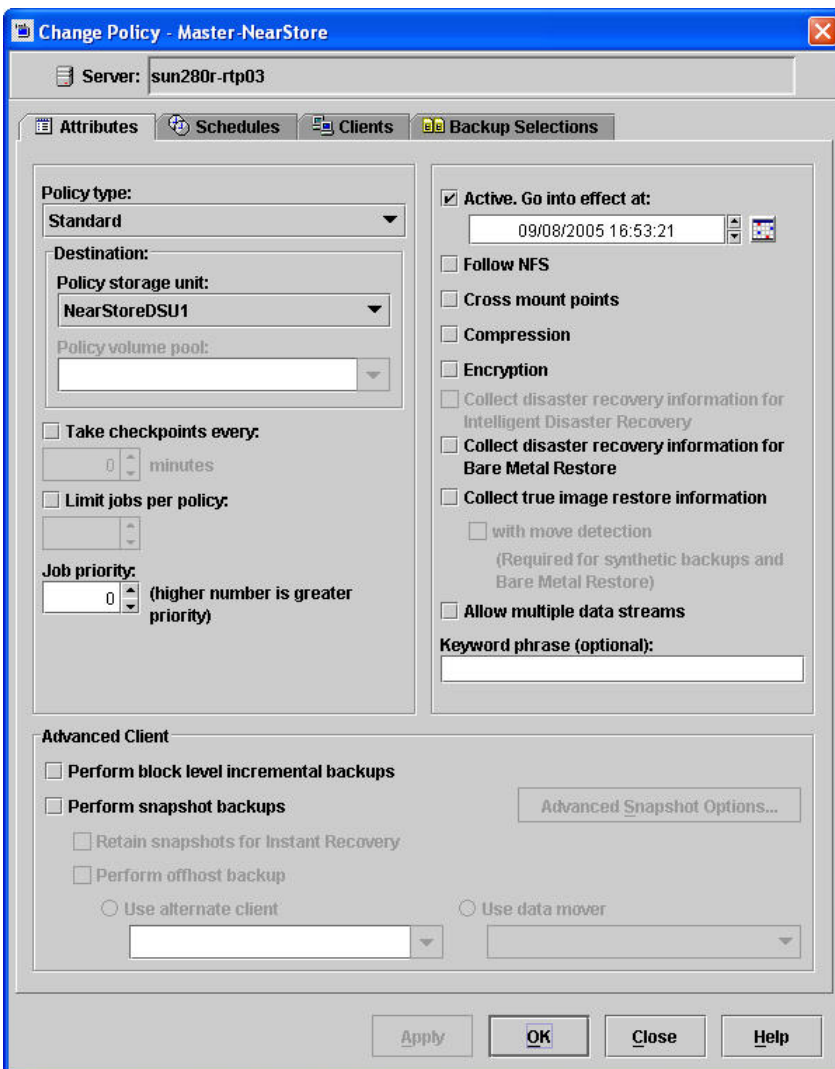 Change Policy - Master-NearStore
Server: sun280r-rtp03
Attributes Schedules Clients Backup Selections
Policy type:
Standard
Destination:
Policy storage unit:
NearStoreDSU1
Policy volume pool:
Take checkpoints every:
0 minutes
Limit jobs per policy:
Job priority:
0 (higher number is greater
priority)
Active. Go into effect at:
09/08/2005 16:53:21
Follow NFS
Cross mount points
Compression
Encryption
Collect disaster recovery information for
Intelligent Disaster Recovery
Collect disaster recovery information for
Bare Metal Restore
Collect true image restore information
with move detection
(Required for synthetic backups and
Bare Metal Restore)
Allow multiple data streams
Keyword phrase (optional):
Advanced Client
Perform block level incremental backups
Perform snapshot backups
Advanced Snapshot Options...
Retain snapshots for Instant Recovery
Perform offhost backup
Use alternate client Use data mover
Apply OK Close Help